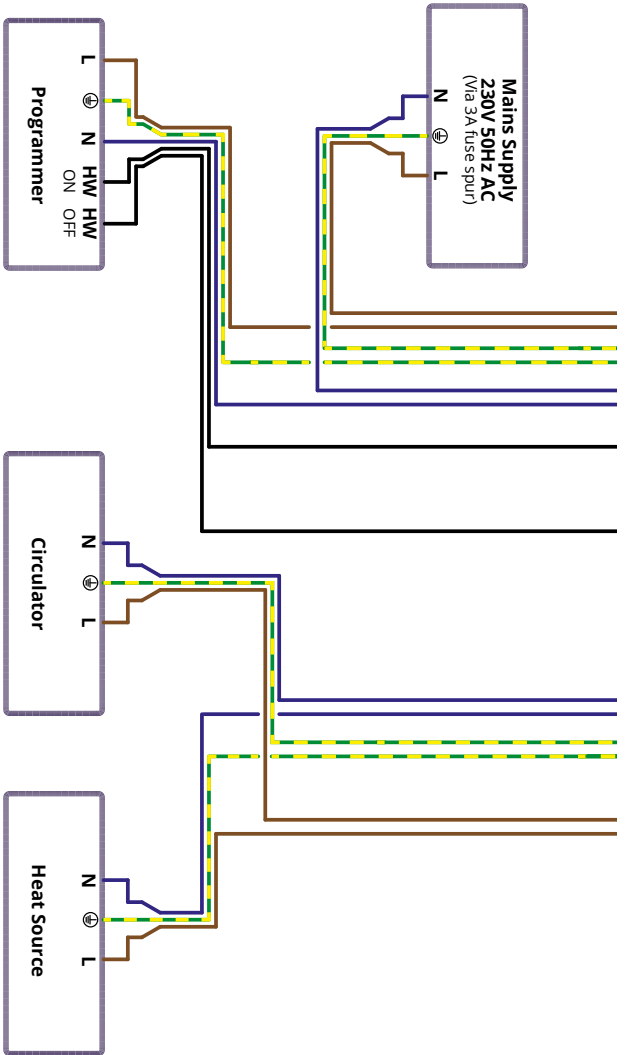 Mains Supply
230V 50Hz AC
(Via 3A fuse spur)
N
L
Programmer
L
N
HW
ON
HW
OFF
Circulator
N
L
Heat Source
N
L